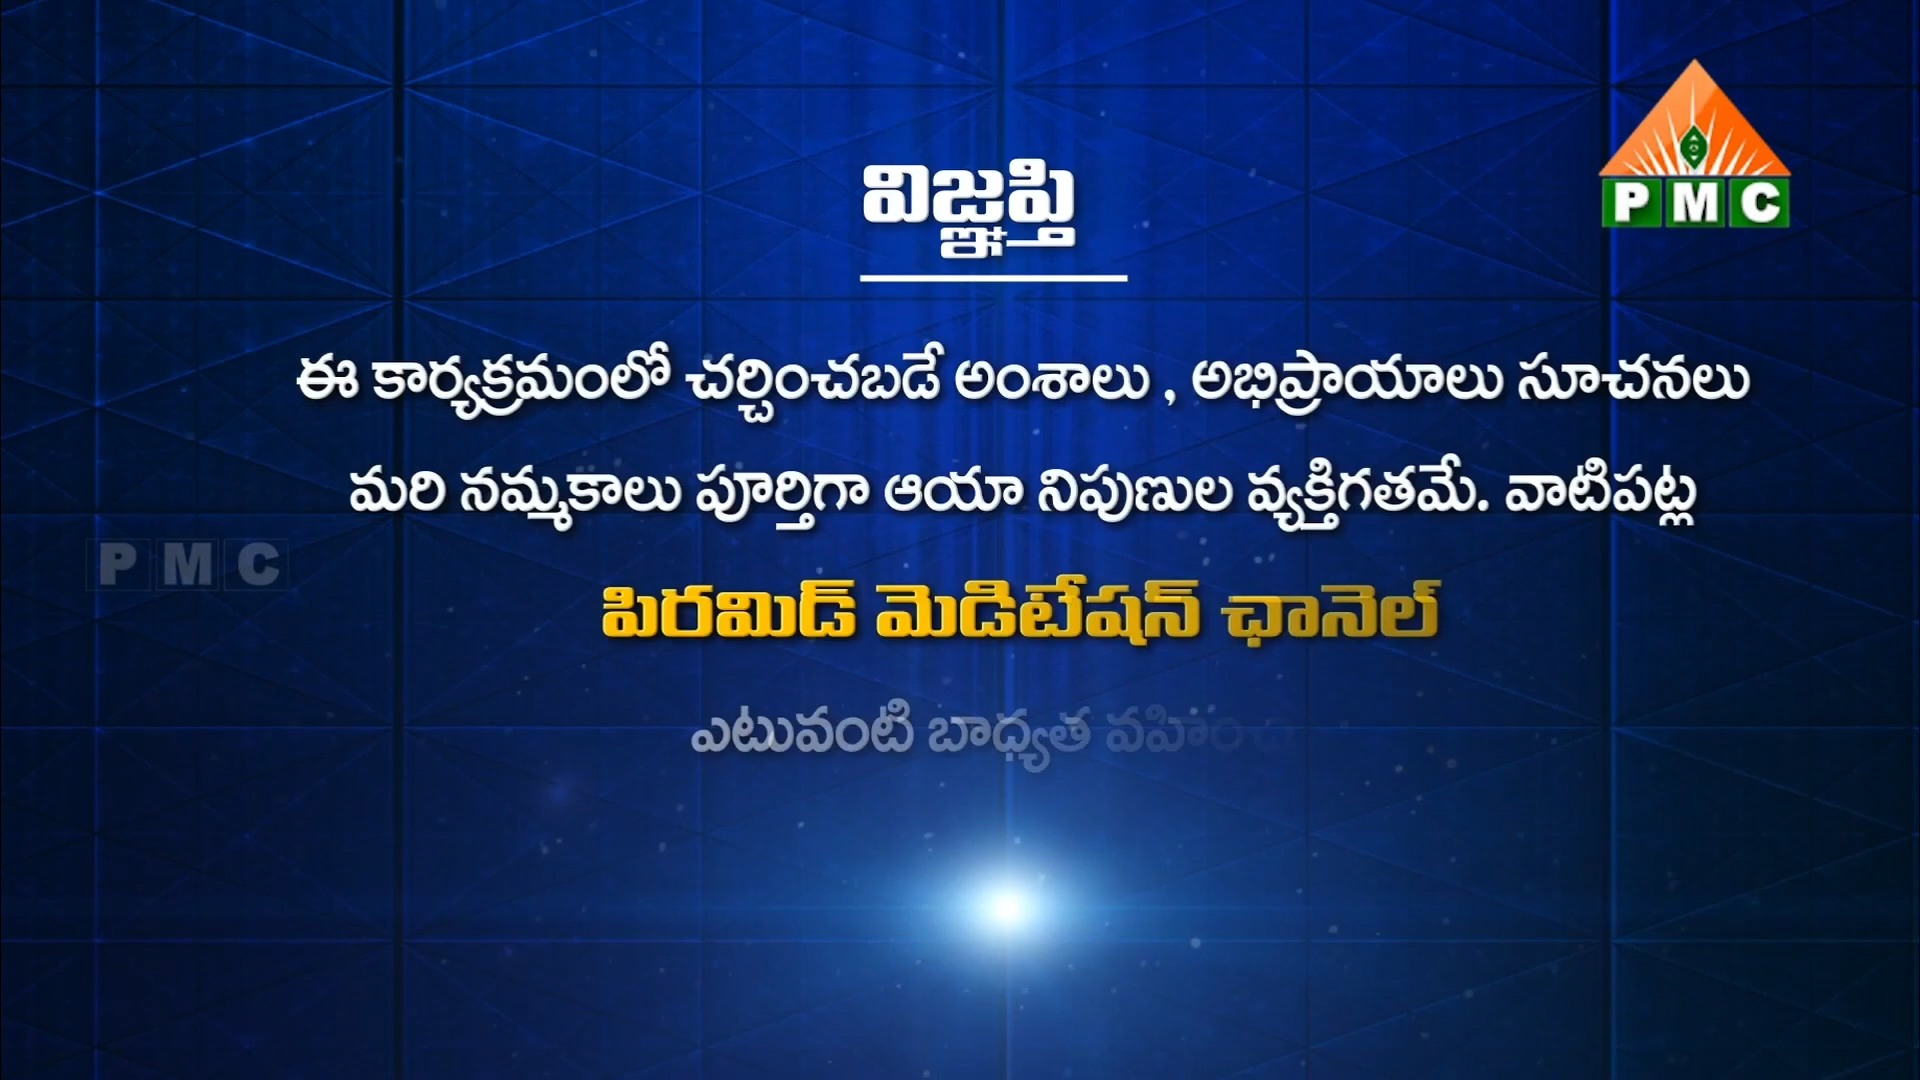 PMC
విజ్ఞప్తి
ఈ కార్యక్రమంలో చర్చించబడే అంశాలు , అభిప్రాయాలు సూచనలు
మరి నమ్మకాలు పూర్తిగా ఆయా నిపుణుల వ్యక్తిగతమే. వాటిపట్ల
PMC
పిరమిడ్ మెడిటేషన్ ఛానెల్
ఎటువంటి బాధ్యత